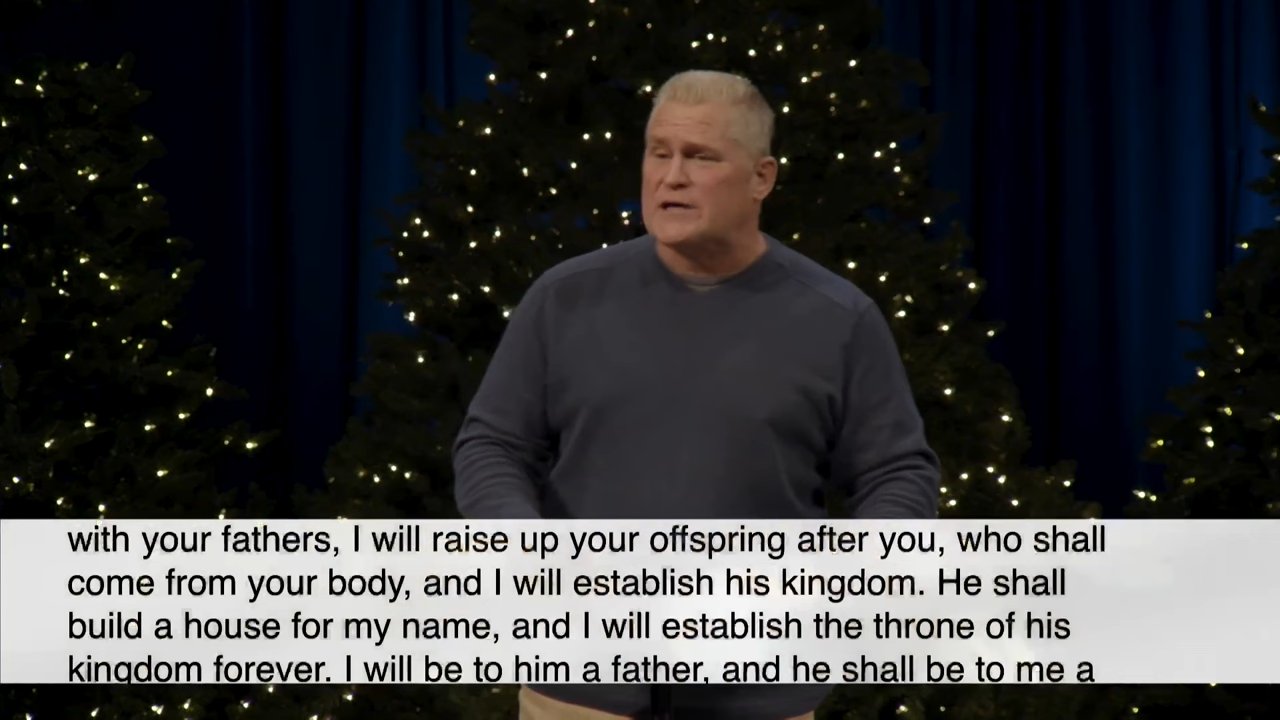 with your fathers, I will raise up your offspring after you, who shall
come from your body, and I will establish his kingdom. He shall
build a house for my name, and I will establish the throne of his
kingdom forever. I will be to him a father, and he shall be to me a